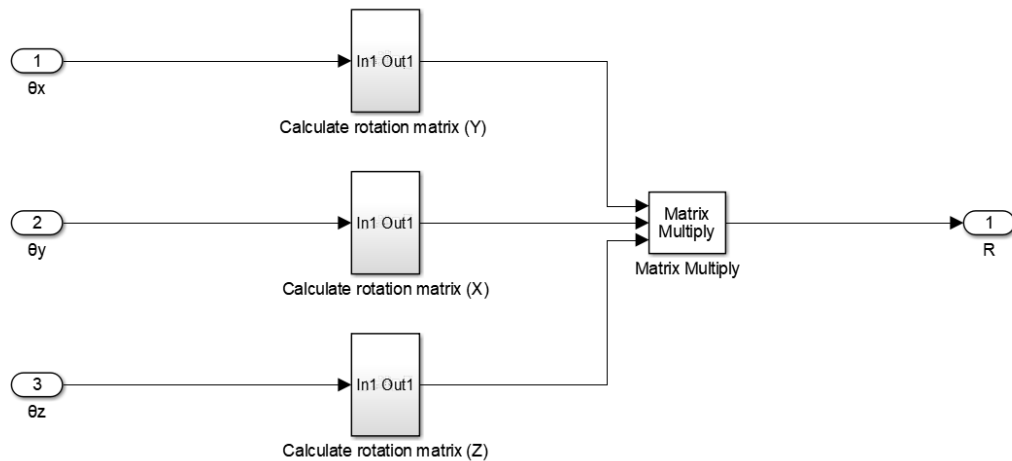 1
θx
In1 Out1
Calculate rotation matrix (Y)
2
θy
In1 Out1
Calculate rotation matrix (X)
Matrix
Multiply
Matrix Multiply
1
R
3
θz
In1 Out1
Calculate rotation matrix (Z)